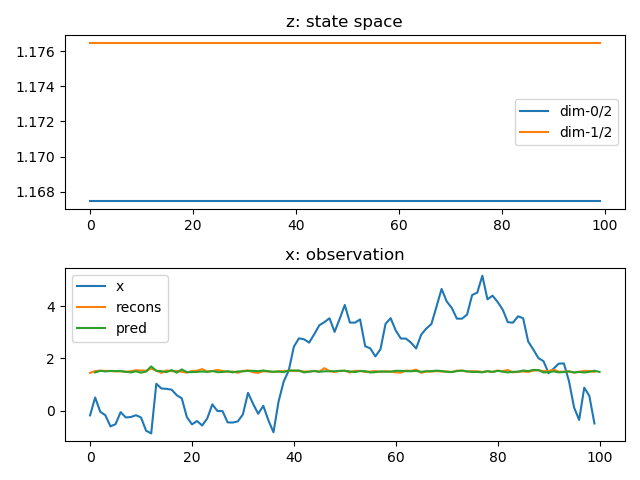 z: state space
1.176
1.174
1.172
1.170
1.168
dim-0/2
dim-1/2
0 20 40 60 80 100
x: observation
4
2
0
x
recons
pred
0 20 40 60 80 100